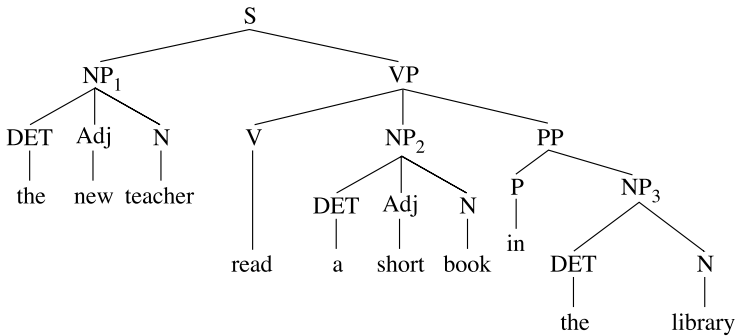 S
NP1 VP
DET Adj N V NP2 PP
the new teacher DET Adj N P NP3
read a short book in DET N
the library